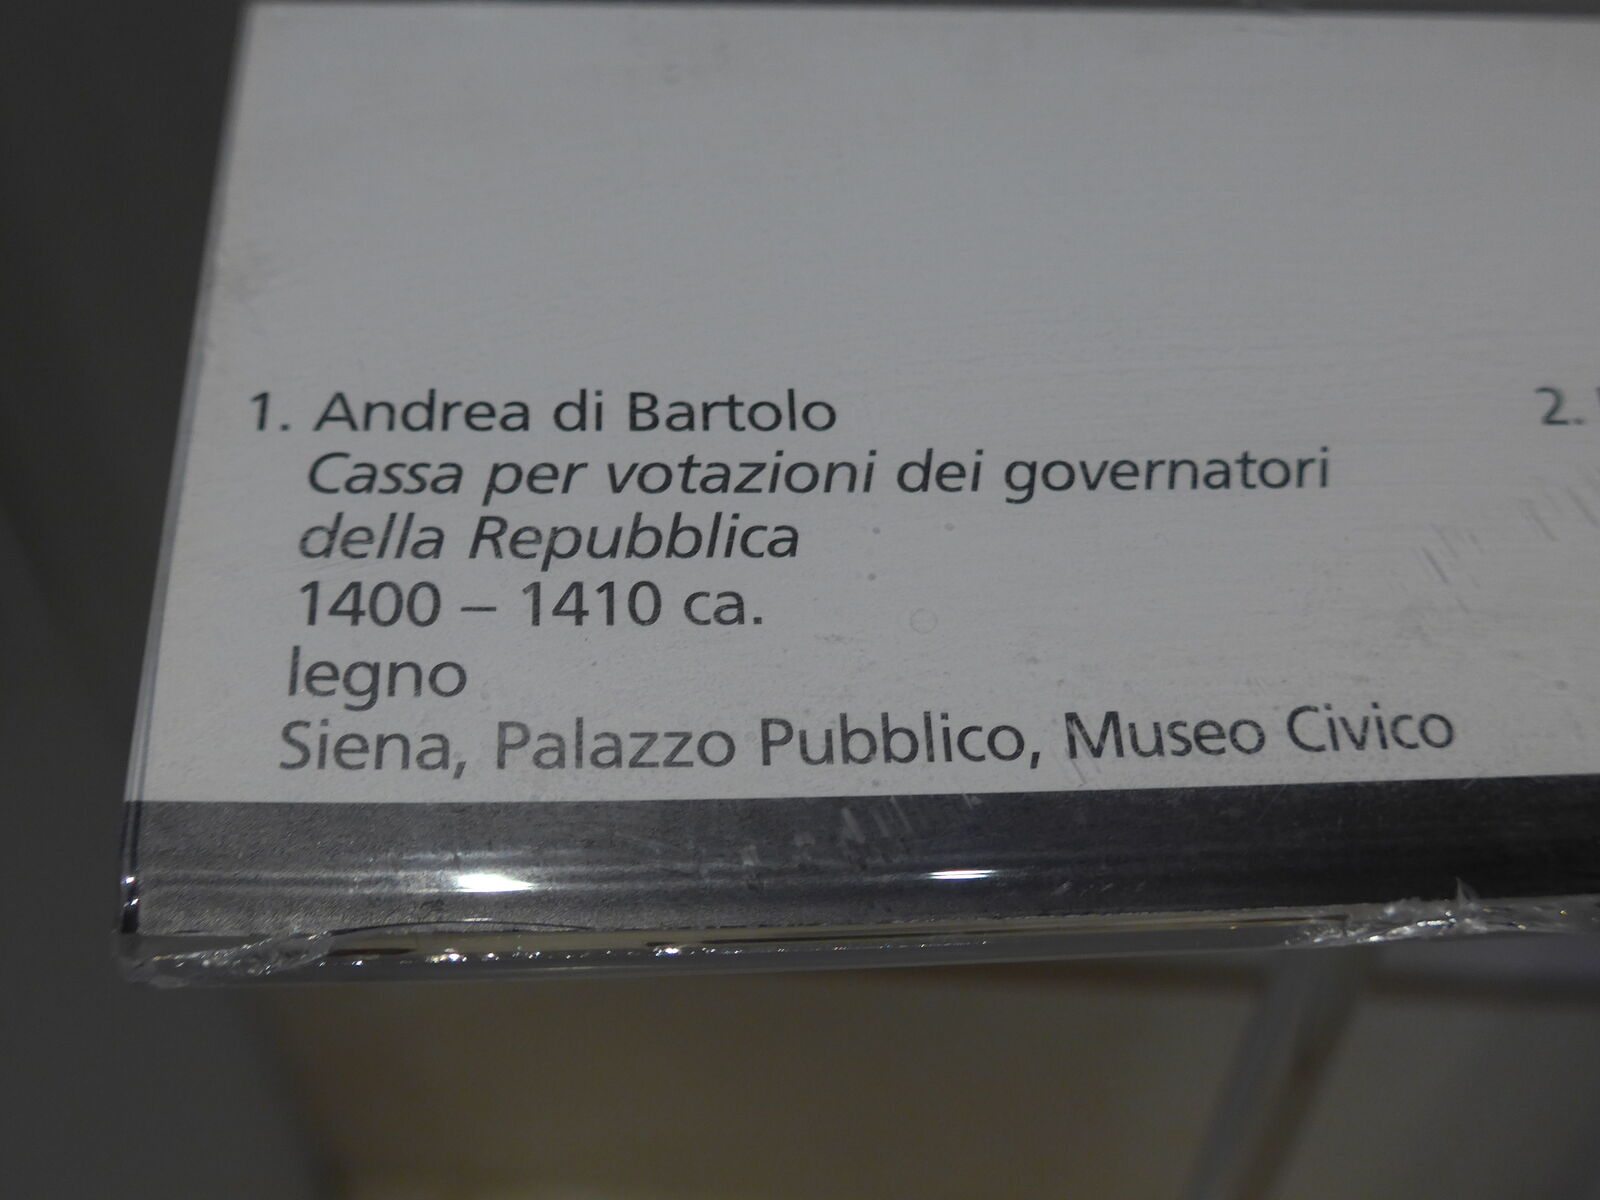 1. Andrea di Bartolo
Cassa per votazioni dei governatori
della Repubblica
1400 – 1410 ca.
legno
Siena, Palazzo Pubblico, Museo Civico
2.